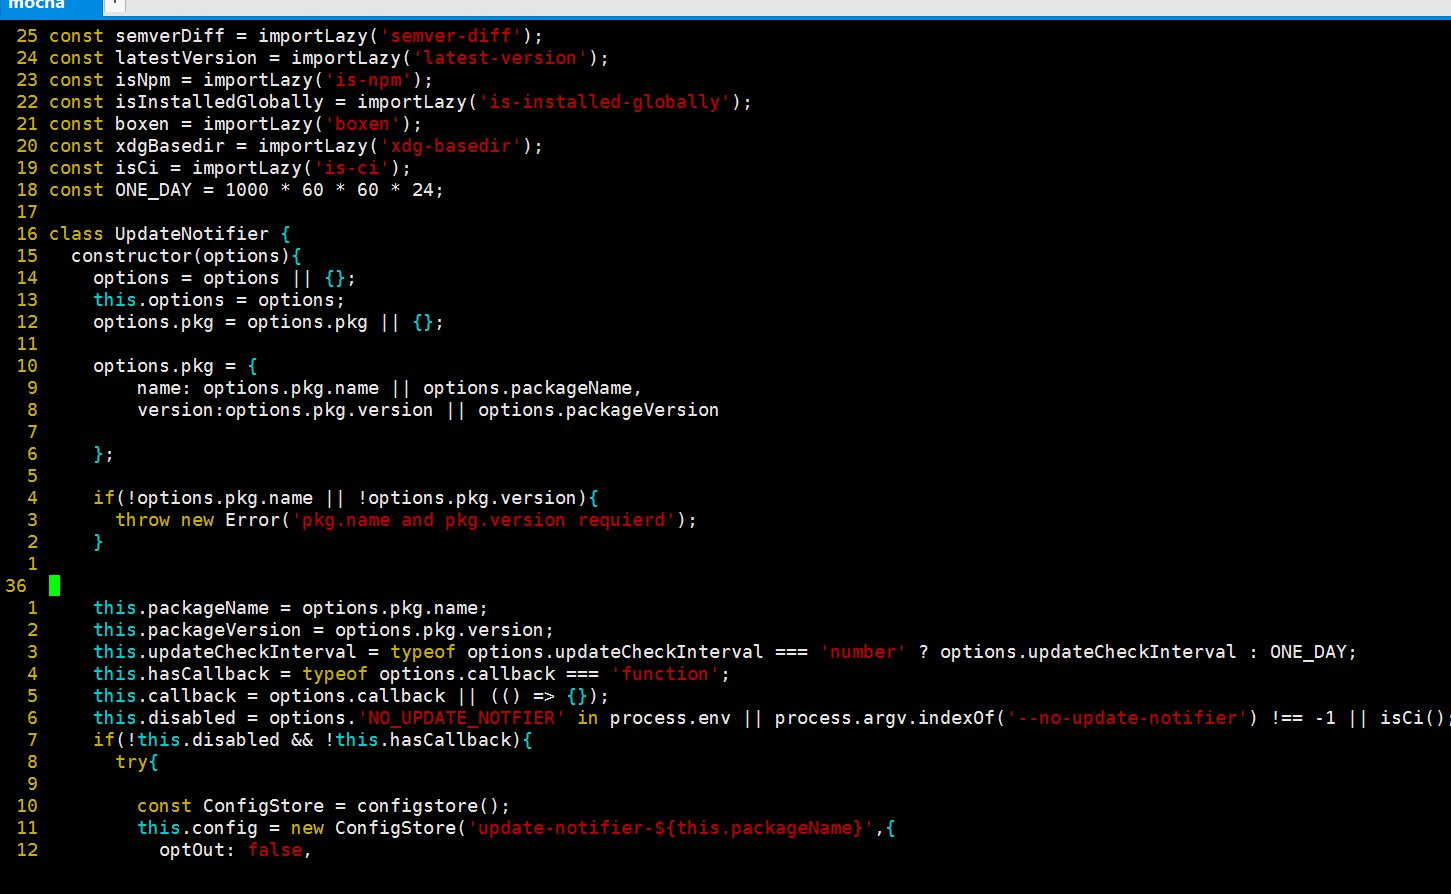 mocha
+
25 const semverDiff = importLazy('semver-diff');
24 const latestVersion = importLazy('latest-version');
23 const isNpm = importLazy('is-npm');
22 const isInstalledGlobally = importLazy('is-installed-globally');
21 const boxen = importLazy('boxen');
20 const xdgBasedir = importLazy('xdg-basedir');
19 const isCi = importLazy('is-ci');
18 const ONE_DAY = 1000 * 60 * 60 * 24;
17
16 class UpdateNotifier {
15   constructor(options){
14     options = options || {};
13     this.options = options;
12     options.pkg = options.pkg || {};
11
10     options.pkg = {
9         name: options.pkg.name || options.packageName,
8         version:options.pkg.version || options.packageVersion
7
6     };
5
4     if(!options.pkg.name || !options.pkg.version){
3       throw new Error('pkg.name and pkg.version requierd');
2     }
1
36
1     this.packageName = options.pkg.name;
2     this.packageVersion = options.pkg.version;
3     this.updateCheckInterval = typeof options.updateCheckInterval === 'number' ? options.updateCheckInterval : ONE_DAY;
4     this.hasCallback = typeof options.callback === 'function';
5     this.callback = options.callback || (() => {});
6     this.disabled = options.'NO_UPDATE_NOTFIER' in process.env || process.argv.indexOf('--no-update-notifier') !== -1 || isCi();
7     if(!this.disabled && !this.hasCallback){
8       try{
9
10         const ConfigStore = configstore();
11         this.config = new ConfigStore('update-notifier-${this.packageName}',{
12           optOut: false,